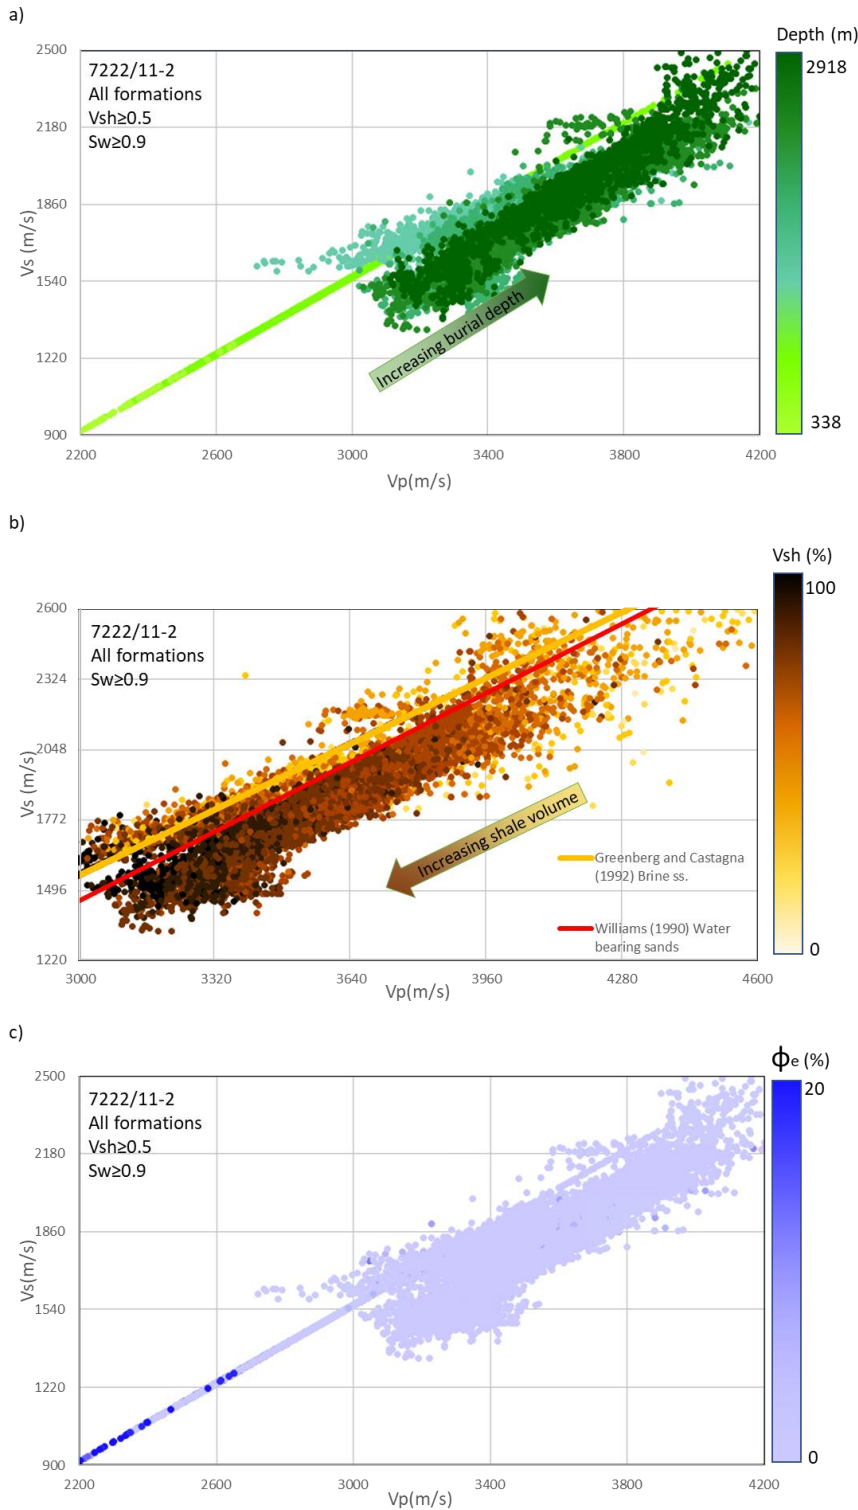 a)
Depth (m)
2918
338
2500
2180
1860
1540
1220
900
Vs (m/s)
7222/11-2
All formations
Vsh≥0.5
Sw≥0.9
Increasing burial depth
2200 2600 3000 3400 3800 4200
Vp(m/s)
b)
Vsh (%)
100
0
2600
2324
2048
1772
1496
1220
Vs (m/s)
7222/11-2
All formations
Sw≥0.9
Increasing shale volume
Greenberg and Castagna
(1992) Brine ss.
Williams (1990) Water
bearing sands
3000 3320 3640 3960 4280 4600
Vp(m/s)
c)
ϕe (%)
20
0
2500
2180
1860
1540
1220
900
Vs(m/s)
7222/11-2
All formations
Vsh≥0.5
Sw≥0.9
2200 2600 3000 3400 3800 4200
Vp(m/s)